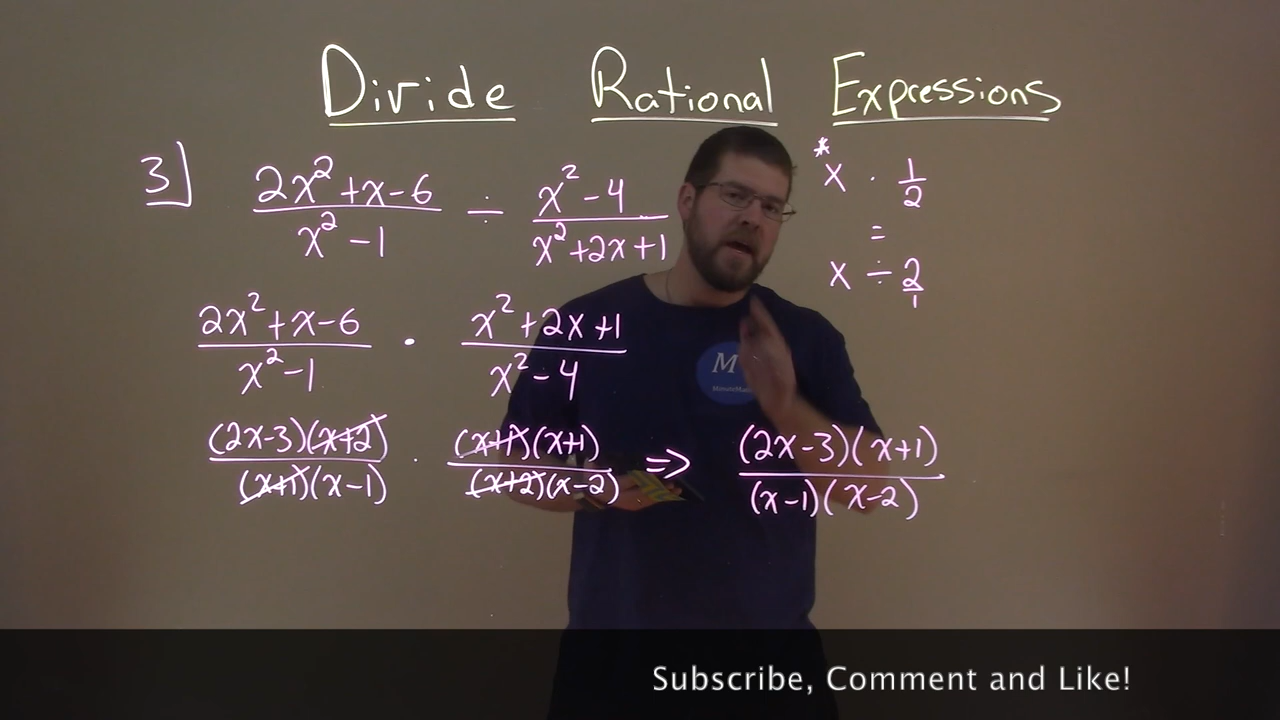 Divide Rational Expressions
3] (2x²+x-6)/(x²-1) ÷ (x²-4)/(x²+2x+1)
* x · 1/2
=
x ÷ 2/1
(2x²+x-6)/(x²-1) · (x²+2x+1)/(x²-4)
M
(2x-3)(x+2)/(x+1)(x-1) · (x+1)(x+1)/(x+2)(x-2) ⇒ (2x-3)(x+1)/(x-1)(x-2)
Subscribe, Comment and Like!